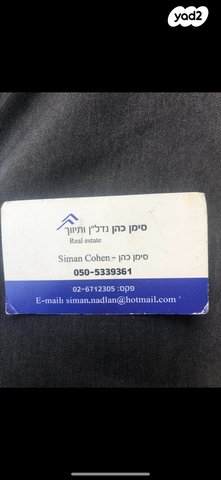 yad2
סימן כהן נדל"ן ותיווך
Real estate
סימן כהן - Siman Cohen
050-5339361
פקס: 02-6712305
E-mail: siman.nadlan@hotmail.com